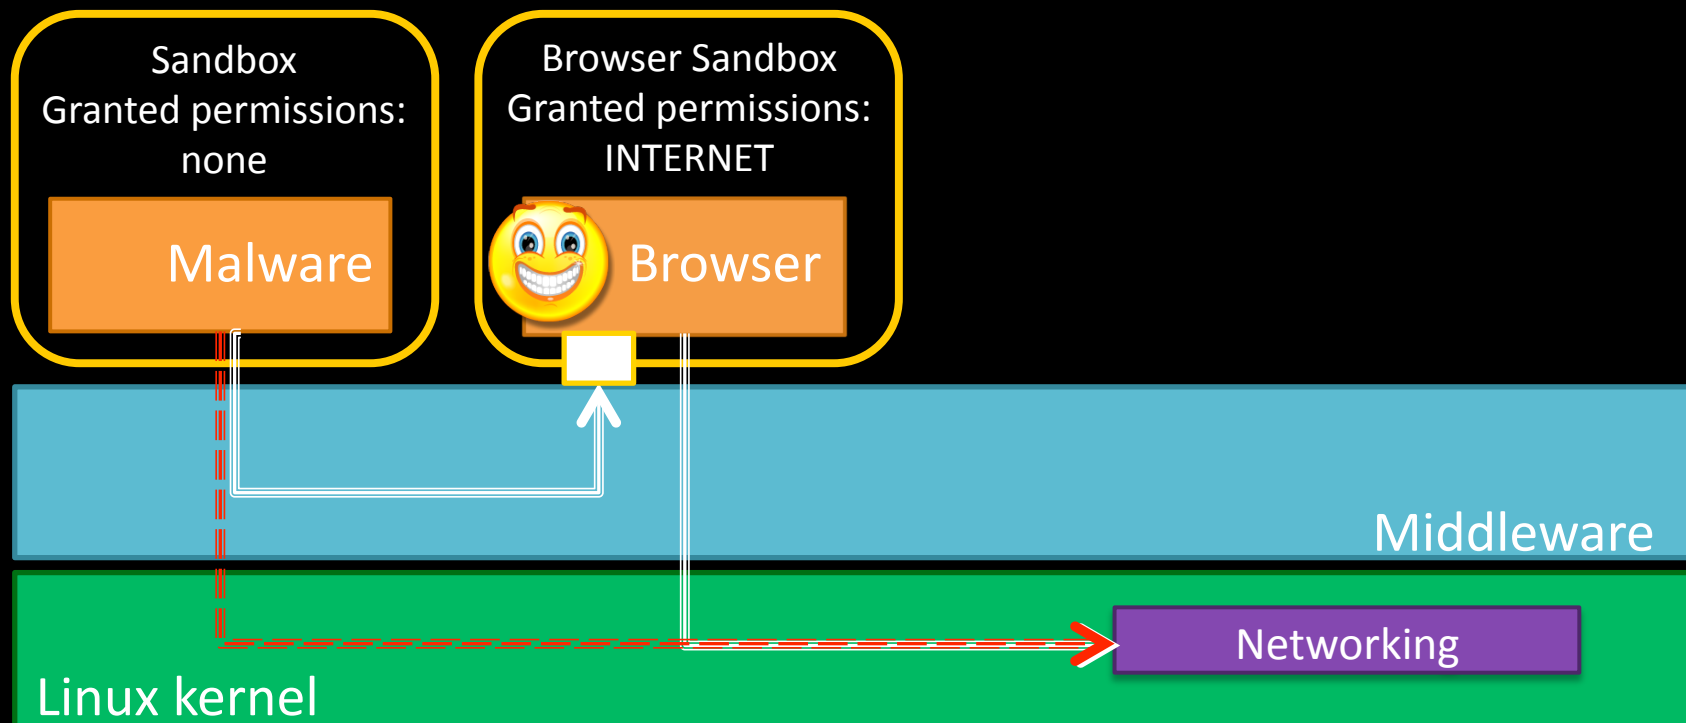 Sandbox
Granted permissions:
none
Malware
Browser Sandbox
Granted permissions:
INTERNET
Browser
Middleware
Networking
Linux kernel